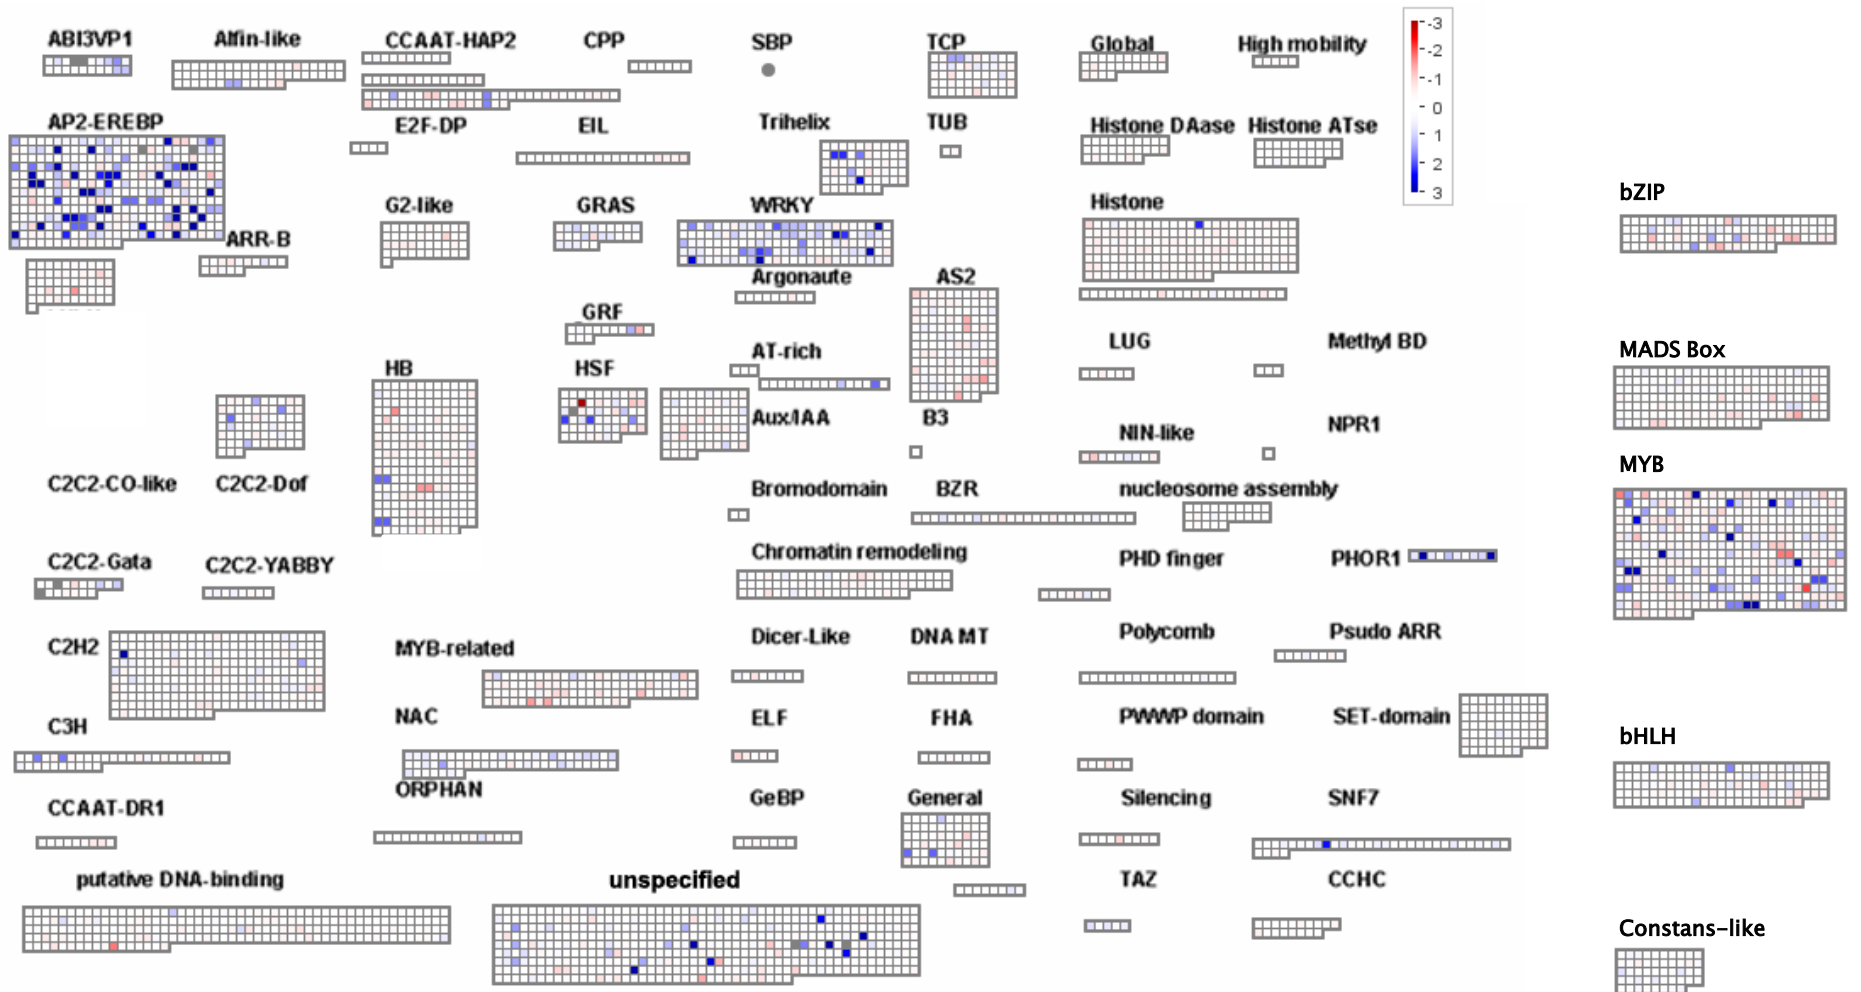 ABI3VP1
Alfin-like
CCAAT-HAP2
CPP
SBP
TCP
Global
High mobility
-3
-2
-1
0
1
2
3
AP2-EREBP
E2F-DP
EIL
Trihelix
TUB
Histone DAase
Histone ATse
bZIP
ARR-B
G2-like
GRAS
WRKY
Histone
Argonaute
AS2
GRF
AT-rich
LUG
Methyl BD
MADS Box
HB
HSF
Aux/IAA
B3
NIN-like
NPR1
C2C2-CO-like
C2C2-Dof
Bromodomain
BZR
nucleosome assembly
MYB
C2C2-Gata
C2C2-YABBY
Chromatin remodeling
PHD finger
PHOR1
C2H2
MYB-related
Dicer-Like
DNA MT
Polycomb
Psudo ARR
C3H
NAC
ELF
FHA
PWWP domain
SET-domain
bHLH
CCAAT-DR1
ORPHAN
GeBP
General
Silencing
SNF7
putative DNA-binding
unspecified
TAZ
CCHC
Constans-like